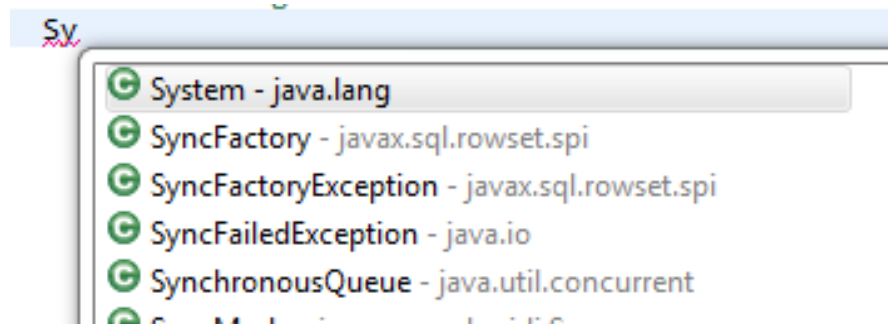 Sy
System - java.lang
SyncFactory - javax.sql.rowset.spi
SyncFactoryException - javax.sql.rowset.spi
SyncFailedException - java.io
SynchronousQueue - java.util.concurrent